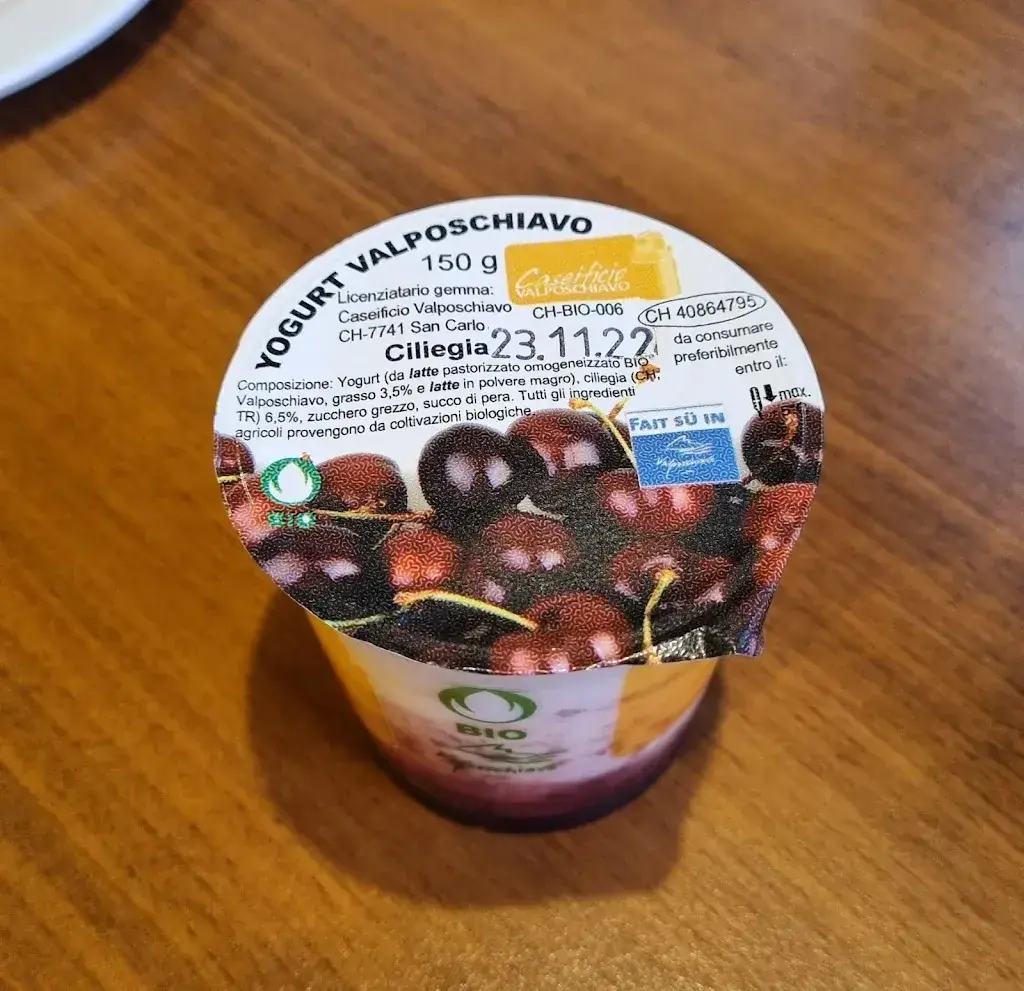 YOGURT VALPOSCHIAVO
150 g
Caseificio
VALPOSCHIAVO
Licenziatario gemma:
Caseificio Valposchiavo
CH-7741 San Carlo
CH-BIO-006
CH 40864795
Ciliegia
23.11.22
da consumare
preferibilmente
entro il:
max.
Composizione: Yogurt (da latte pastorizzato omogeneizzato BIO
Valposchiavo, grasso 3,5% e latte in polvere magro), ciliegia (CH,
TR) 6,5%, zucchero grezzo, succo di pera. Tutti gli ingredienti
agricoli provengono da coltivazioni biologiche
FAIT SÜ IN
Valposchiavo
BIO
BIO
Valposchiavo